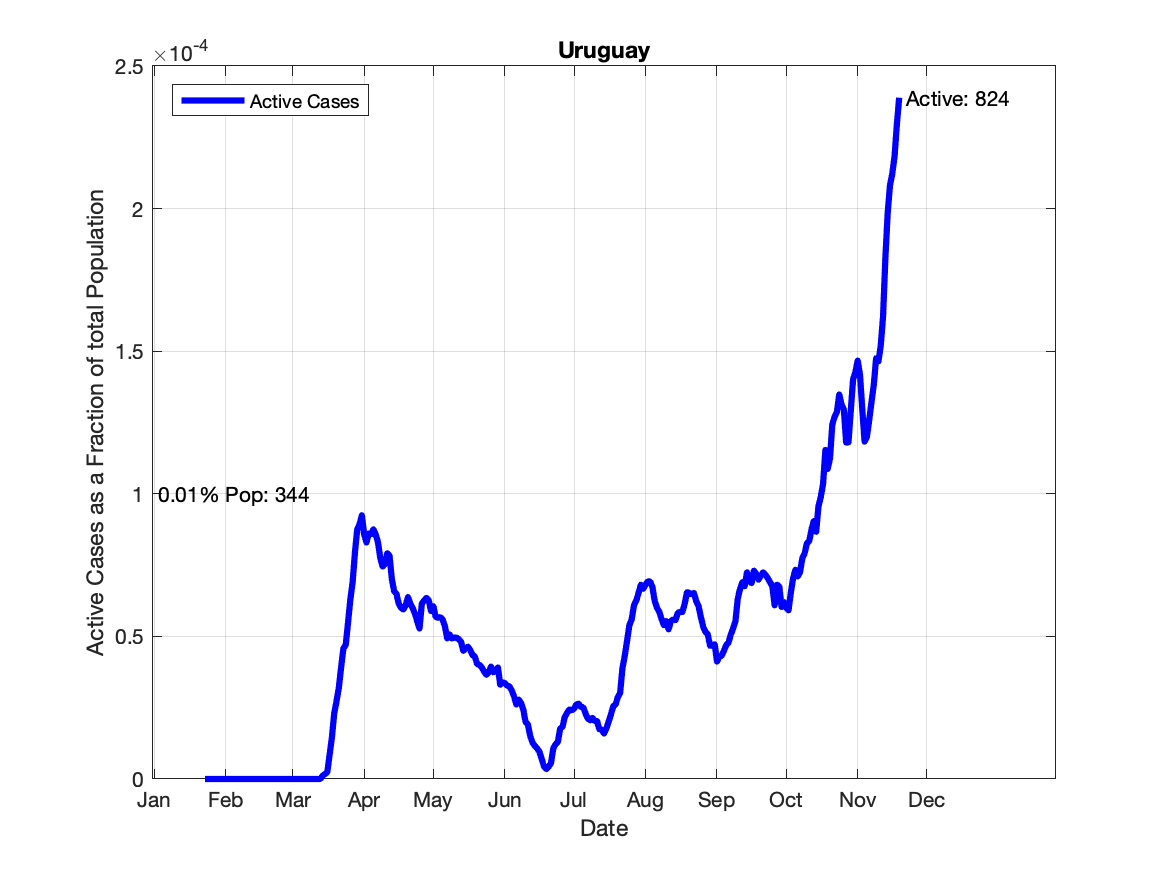 Uruguay
×10⁻⁴
2.5
2
1.5
1
0.5
0
Active Cases
Active: 824
0.01% Pop: 344
Active Cases as a Fraction of total Population
Jan Feb Mar Apr May Jun Jul Aug Sep Oct Nov Dec
Date